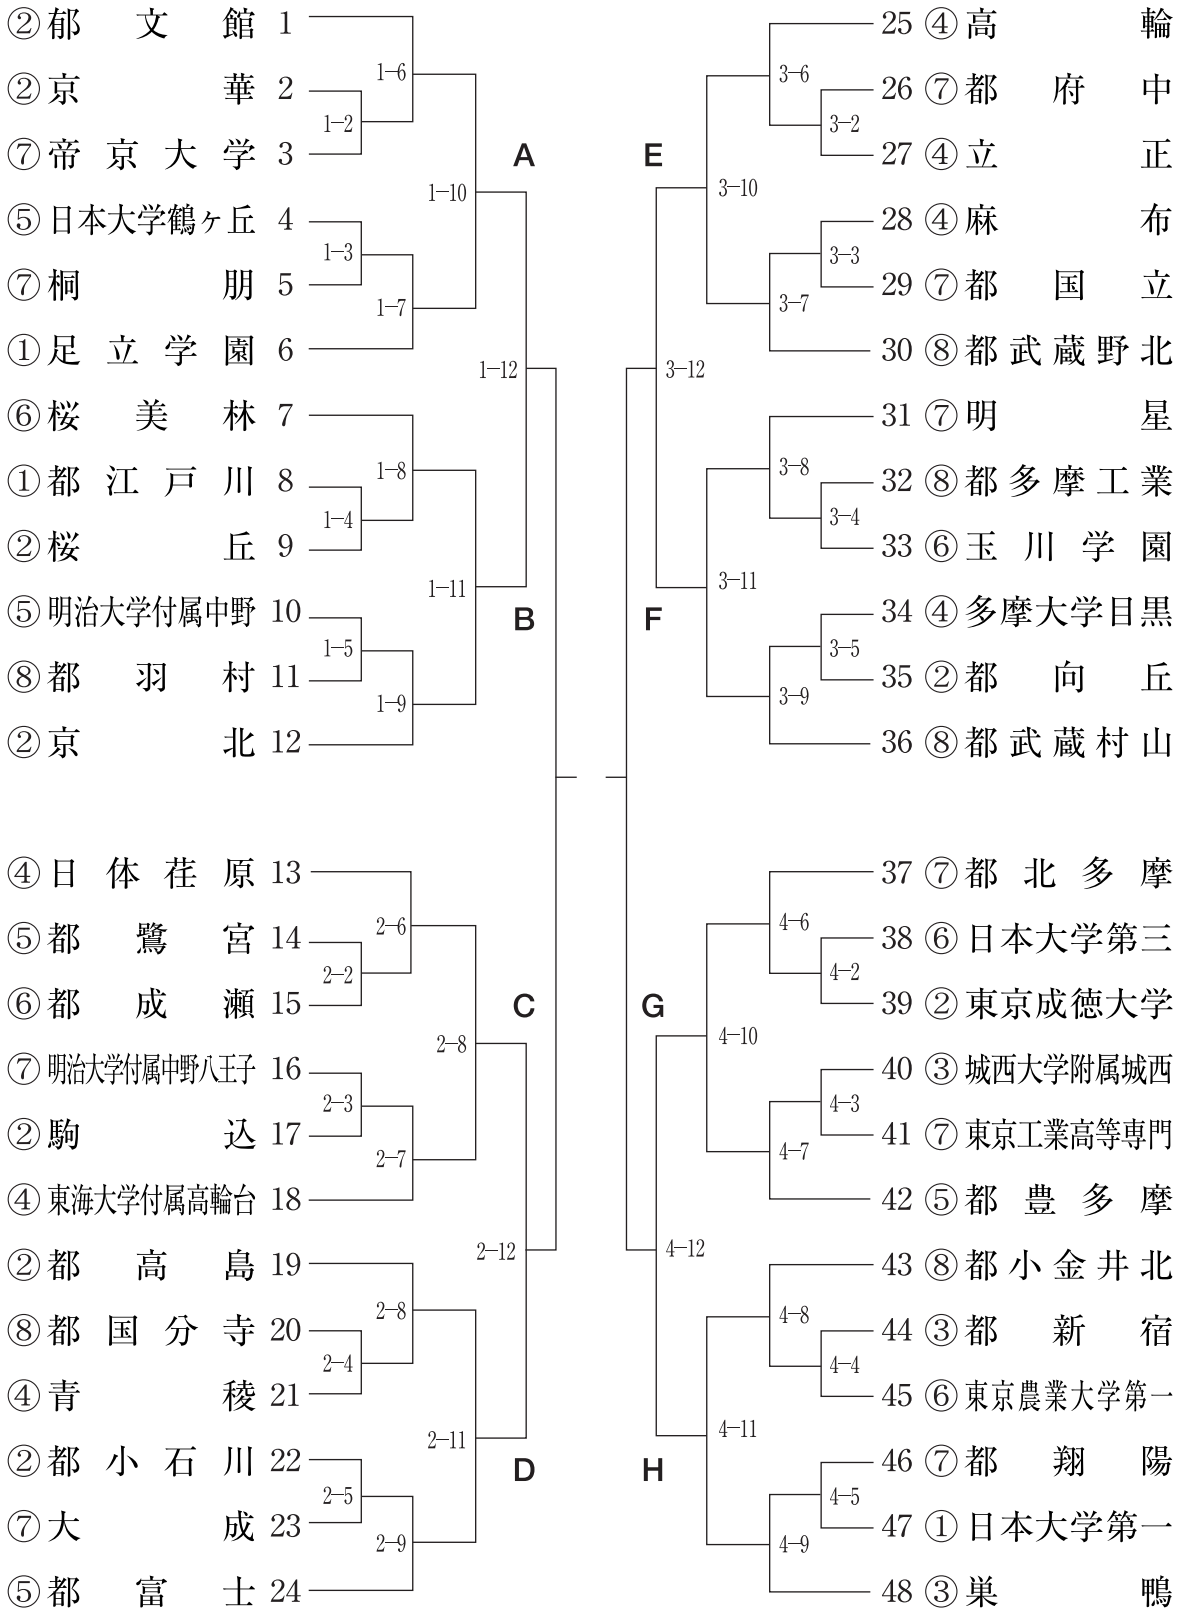 ②郁文館 1
1−6
②京華 2
1−2
⑦帝京大学 3
A
1−10
⑤日本大学鶴ヶ丘 4
1−3
⑦桐朋 5
1−7
①足立学園 6
1−12
⑥桜美林 7
1−8
①都江戸川 8
1−4
②桜丘 9
1−11
B
⑤明治大学付属中野 10
1−5
⑧都羽村 11
1−9
②京北 12
④日体荏原 13
2−6
⑤都鷺宮 14
2−2
⑥都成瀬 15
C
2−8
⑦明治大学付属中野八王子 16
2−3
②駒込 17
2−7
④東海大学付属高輪台 18
2−12
②都高島 19
2−8
⑧都国分寺 20
2−4
④青稜 21
2−11
D
②都小石川 22
2−5
⑦大成 23
2−9
⑤都富士 24
25 ④高輪
3−6
26 ⑦都府中
3−2
27 ④立正
E
3−10
28 ④麻布
3−3
29 ⑦都国立
3−7
30 ⑧都武蔵野北
3−12
31 ⑦明星
3−8
32 ⑧都多摩工業
3−4
33 ⑥玉川学園
3−11
F
34 ④多摩大学目黒
3−5
35 ②都向丘
3−9
36 ⑧都武蔵村山
37 ⑦都北多摩
4−6
38 ⑥日本大学第三
4−2
39 ②東京成徳大学
G
4−10
40 ③城西大学附属城西
4−3
41 ⑦東京工業高等専門
4−7
42 ⑤都豊多摩
4−12
43 ⑧都小金井北
4−8
44 ③都新宿
4−4
45 ⑥東京農業大学第一
4−11
H
46 ⑦都翔陽
4−5
47 ①日本大学第一
4−9
48 ③巣鴨